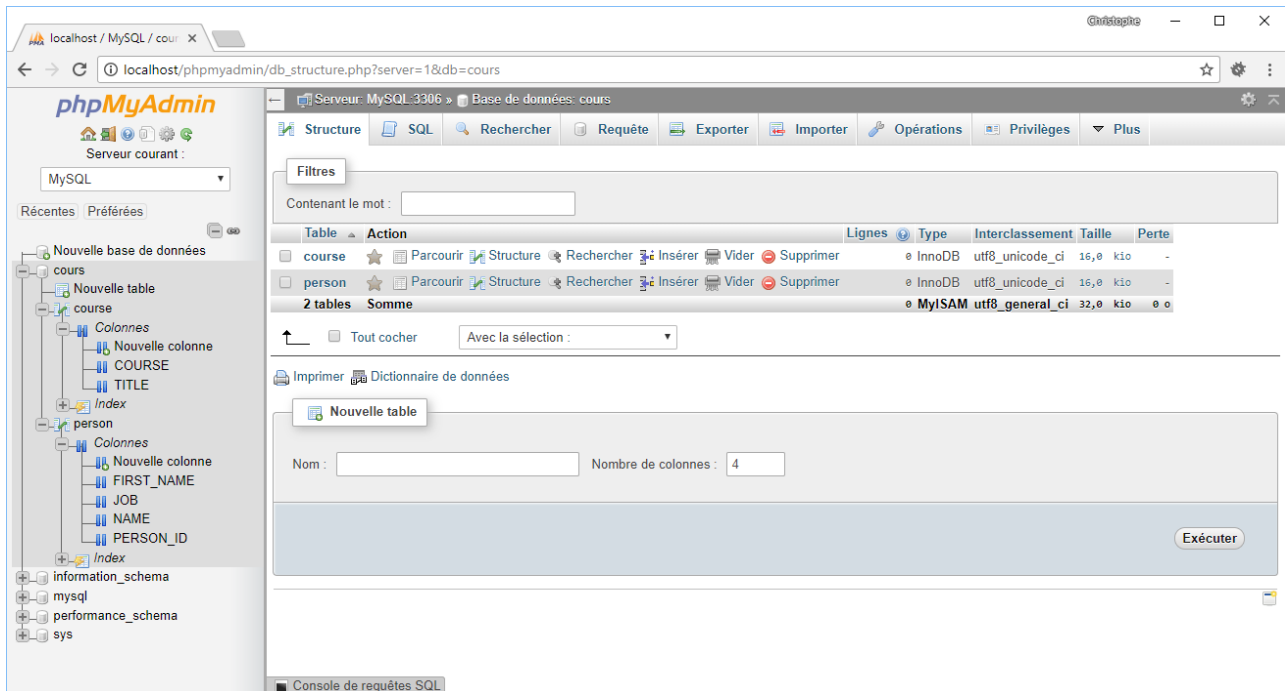 Christophe
localhost / MySQL / cour
localhost/phpmyadmin/db_structure.php?server=1&db=cours
phpMyAdmin
Serveur courant :
MySQL
Récentes Préférées
Nouvelle base de données
cours
Nouvelle table
course
Colonnes
Nouvelle colonne
COURSE
TITLE
Index
person
Colonnes
Nouvelle colonne
FIRST_NAME
JOB
NAME
PERSON_ID
Index
information_schema
mysql
performance_schema
sys
Serveur: MySQL:3306 » Base de données: cours
Structure SQL Rechercher Requête Exporter Importer Opérations Privilèges Plus
Filtres
Contenant le mot :
Table Action Lignes Type Interclassement Taille Perte
course Parcourir Structure Rechercher Insérer Vider Supprimer 0 InnoDB utf8_unicode_ci 16,0 kio -
person Parcourir Structure Rechercher Insérer Vider Supprimer 0 InnoDB utf8_unicode_ci 16,0 kio -
2 tables Somme 0 MyISAM utf8_general_ci 32,0 kio 0 o
Tout cocher Avec la sélection :
Imprimer Dictionnaire de données
Nouvelle table
Nom : Nombre de colonnes : 4
Exécuter
Console de requêtes SQL